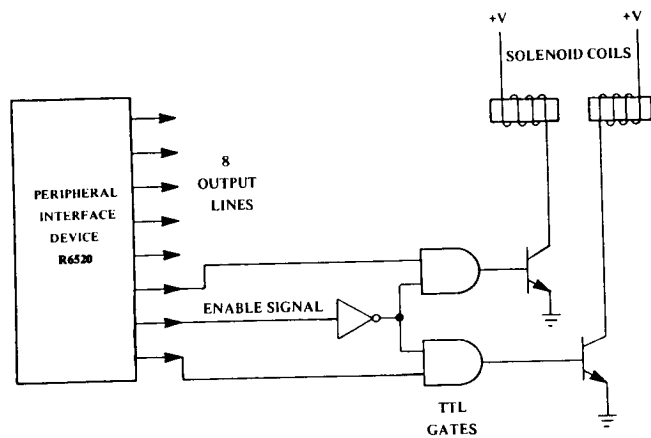 +V
+V
SOLENOID COILS
8
OUTPUT
LINES
PERIPHERAL
INTERFACE
DEVICE
R6520
ENABLE SIGNAL
TTL
GATES